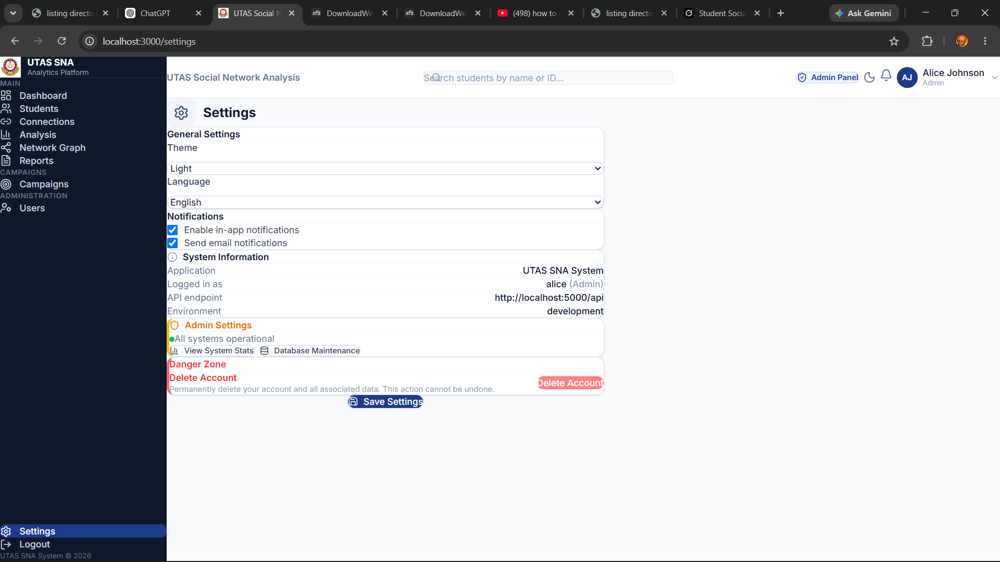 listing directo
ChatGPT
UTAS Social N
xfs DownloadWe
xfs DownloadWe
(498) how to
listing directo
Student Socia
Ask Gemini
localhost:3000/settings
UTAS SNA
Analytics Platform
MAIN
Dashboard
Students
Connections
Analysis
Network Graph
Reports
CAMPAIGNS
Campaigns
ADMINISTRATION
Users
Settings
Logout
UTAS SNA System © 2026
UTAS Social Network Analysis
Search students by name or ID...
Admin Panel
AJ
Alice Johnson
Admin
Settings
General Settings
Theme
Light
Language
English
Notifications
Enable in-app notifications
Send email notifications
System Information
Application UTAS SNA System
Logged in as alice (Admin)
API endpoint http://localhost:5000/api
Environment development
Admin Settings
All systems operational
View System Stats Database Maintenance
Danger Zone
Delete Account
Permanently delete your account and all associated data. This action cannot be undone.
Delete Account
Save Settings